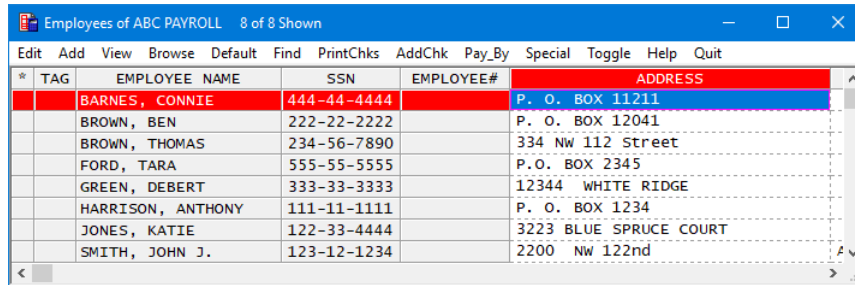 Employees of ABC PAYROLL 8 of 8 Shown
Edit Add View Browse Default Find PrintChks AddChk Pay_By Special Toggle Help Quit
* TAG EMPLOYEE NAME SSN EMPLOYEE# ADDRESS
BARNES, CONNIE 444-44-4444 P. O. BOX 11211
BROWN, BEN 222-22-2222 P. O. BOX 12041
BROWN, THOMAS 234-56-7890 334 NW 112 Street
FORD, TARA 555-55-5555 P.O. BOX 2345
GREEN, DEBERT 333-33-3333 12344 WHITE RIDGE
HARRISON, ANTHONY 111-11-1111 P. O. BOX 1234
JONES, KATIE 122-33-4444 3223 BLUE SPRUCE COURT
SMITH, JOHN J. 123-12-1234 2200 NW 122nd